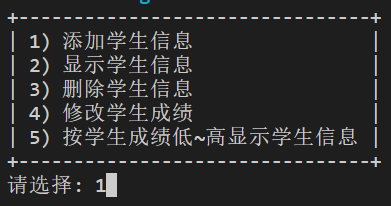 +---------------------------------+
| 1) 添加学生信息 |
| 2) 显示学生信息 |
| 3) 删除学生信息 |
| 4) 修改学生成绩 |
| 5) 按学生成绩低~高显示学生信息 |
+---------------------------------+
请选择: 1